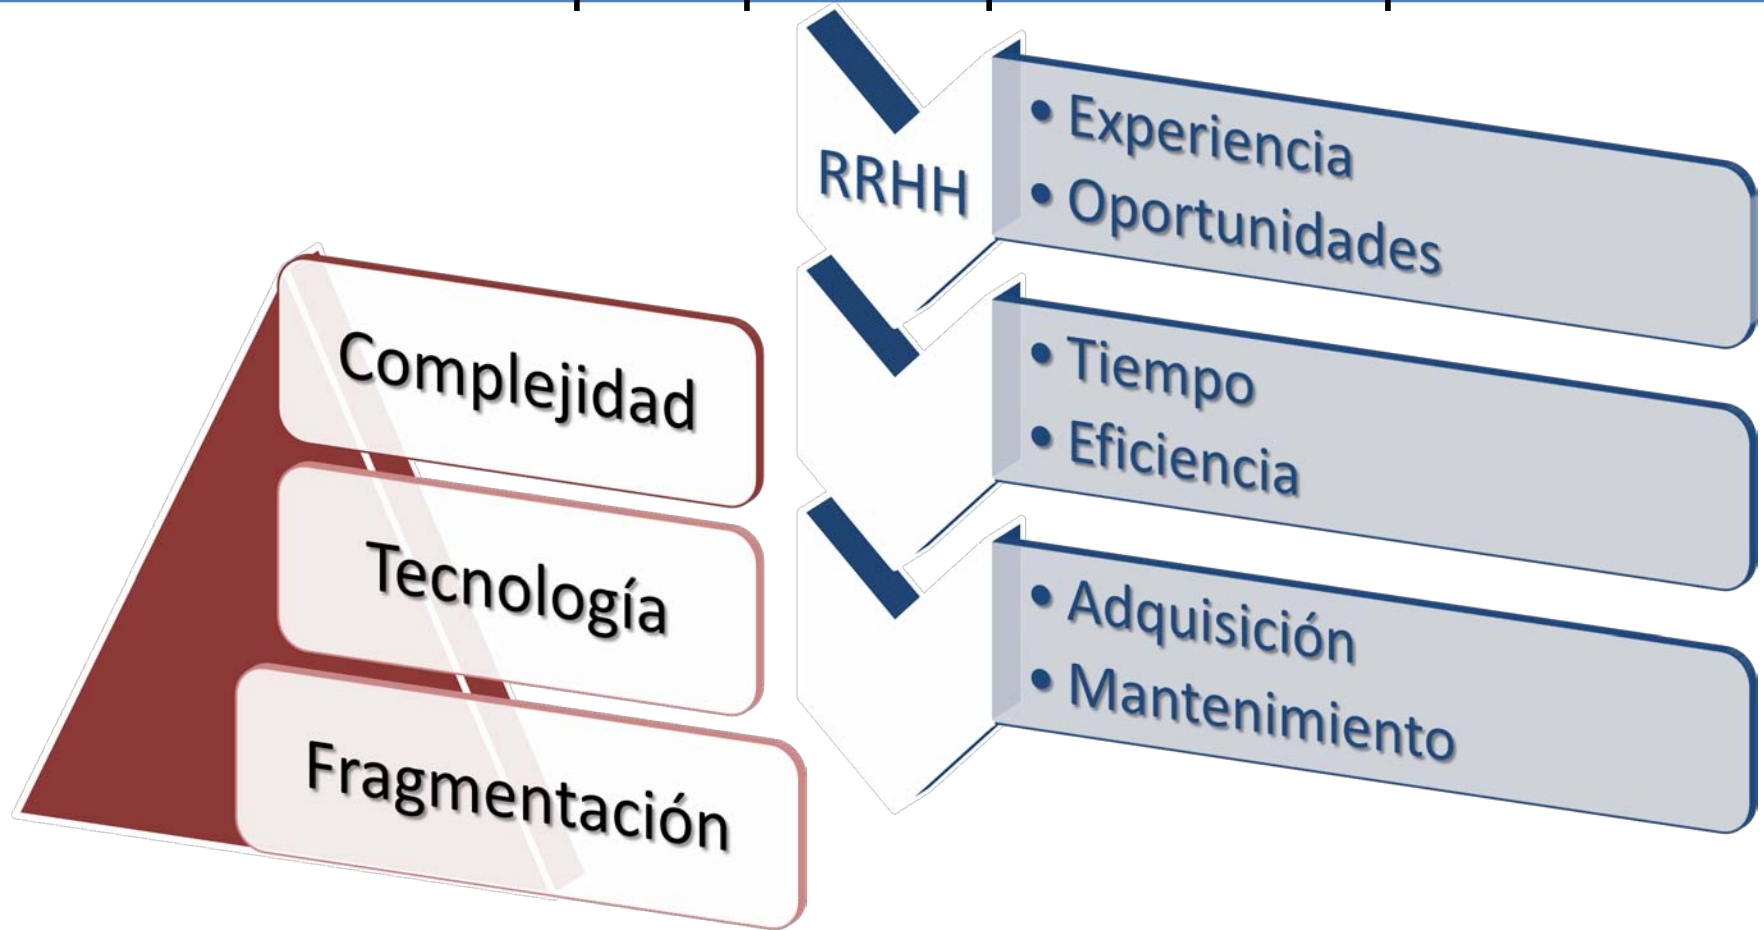 Complejidad
Tecnología
Fragmentación
RRHH
• Experiencia
• Oportunidades
• Tiempo
• Eficiencia
• Adquisición
• Mantenimiento